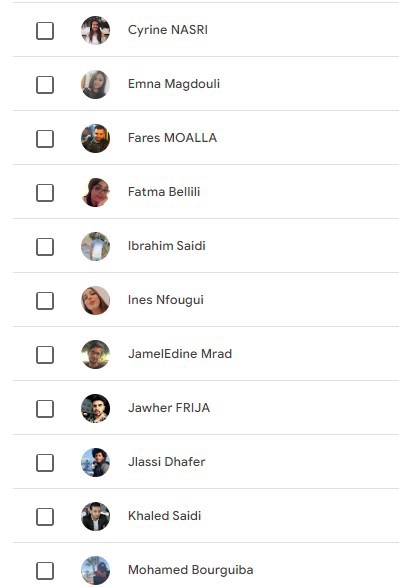 Cyrine NASRI
Emna Magdouli
Fares MOALLA
Fatma Bellili
Ibrahim Saidi
Ines Nfougui
JamelEdine Mrad
Jawher FRIJA
Jlassi Dhafer
Khaled Saidi
Mohamed Bourguiba